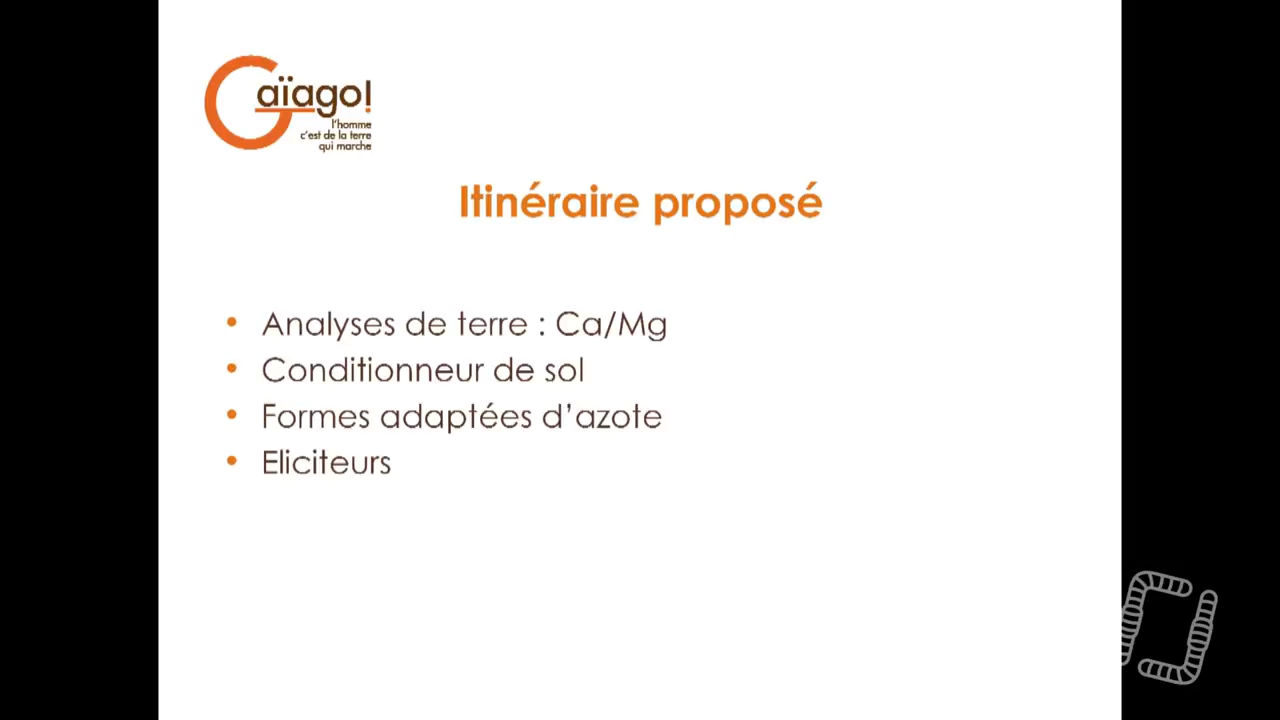 Gaïago!
l'homme
c'est de la terre
qui marche
Itinéraire proposé
• Analyses de terre : Ca/Mg
• Conditionneur de sol
• Formes adaptées d’azote
• Eliciteurs